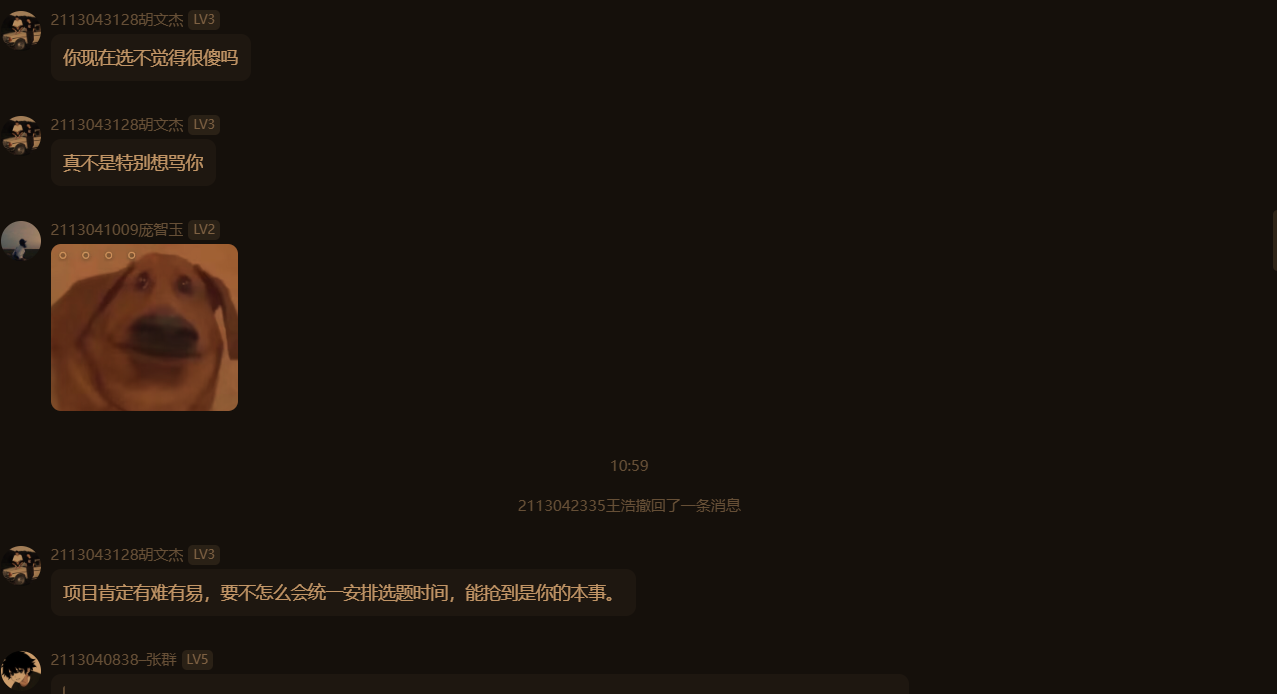 2113043128胡文杰 LV3
你现在选不觉得很傻吗
2113043128胡文杰 LV3
真不是特别想骂你
2113041009庞智玉 LV2
10:59
2113042335王浩撤回了一条消息
2113043128胡文杰 LV3
项目肯定有难有易，要不怎么会统一安排选题时间，能抢到是你的本事。
2113040838-张群 LV5